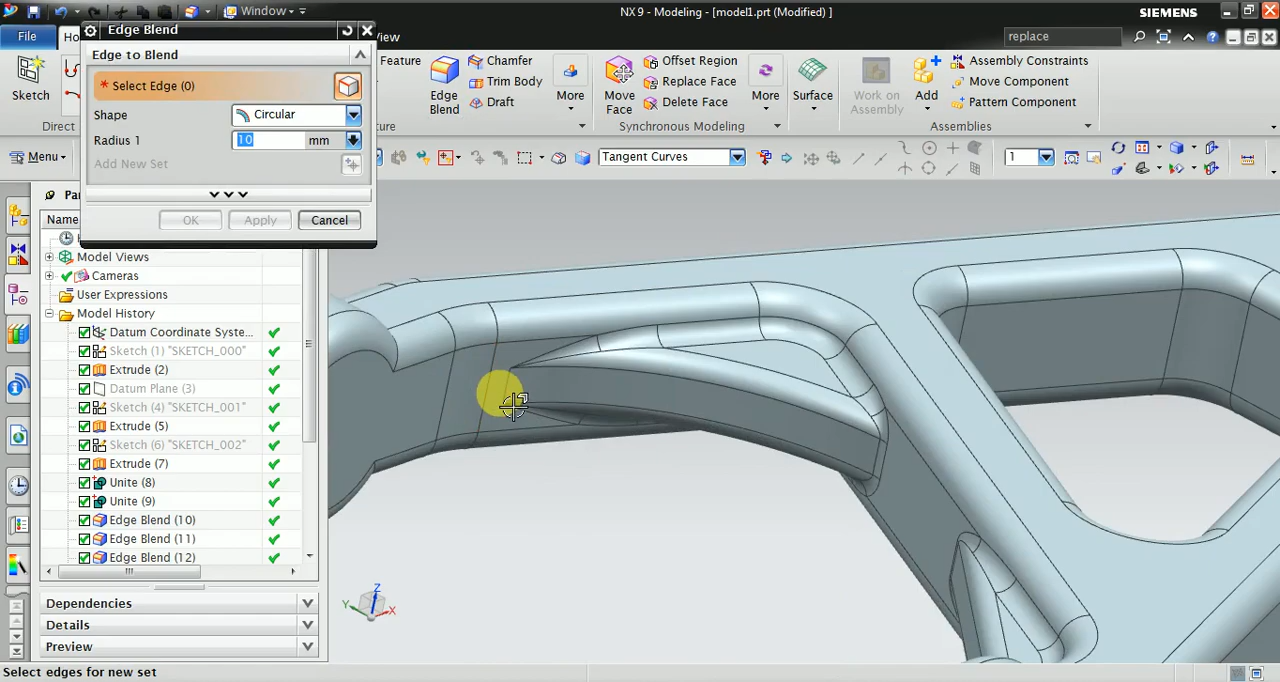 Window
NX 9 - Modeling - [model1.prt (Modified) ]
SIEMENS
File
View
replace
Edge Blend
Edge to Blend
* Select Edge (0)
Shape
Circular
Radius 1
10
mm
Add New Set
OK
Apply
Cancel
Sketch
Direct
Feature
Edge Blend
Chamfer
Trim Body
Draft
More
Move Face
Offset Region
Replace Face
Delete Face
More
Surface
Synchronous Modeling
Work on Assembly
Add
Assembly Constraints
Move Component
Pattern Component
Assemblies
Menu
Tangent Curves
1
Name
Model Views
Cameras
User Expressions
Model History
Datum Coordinate Syste...
Sketch (1) "SKETCH_000"
Extrude (2)
Datum Plane (3)
Sketch (4) "SKETCH_001"
Extrude (5)
Sketch (6) "SKETCH_002"
Extrude (7)
Unite (8)
Unite (9)
Edge Blend (10)
Edge Blend (11)
Edge Blend (12)
Dependencies
Details
Preview
Z
Y
X
Select edges for new set